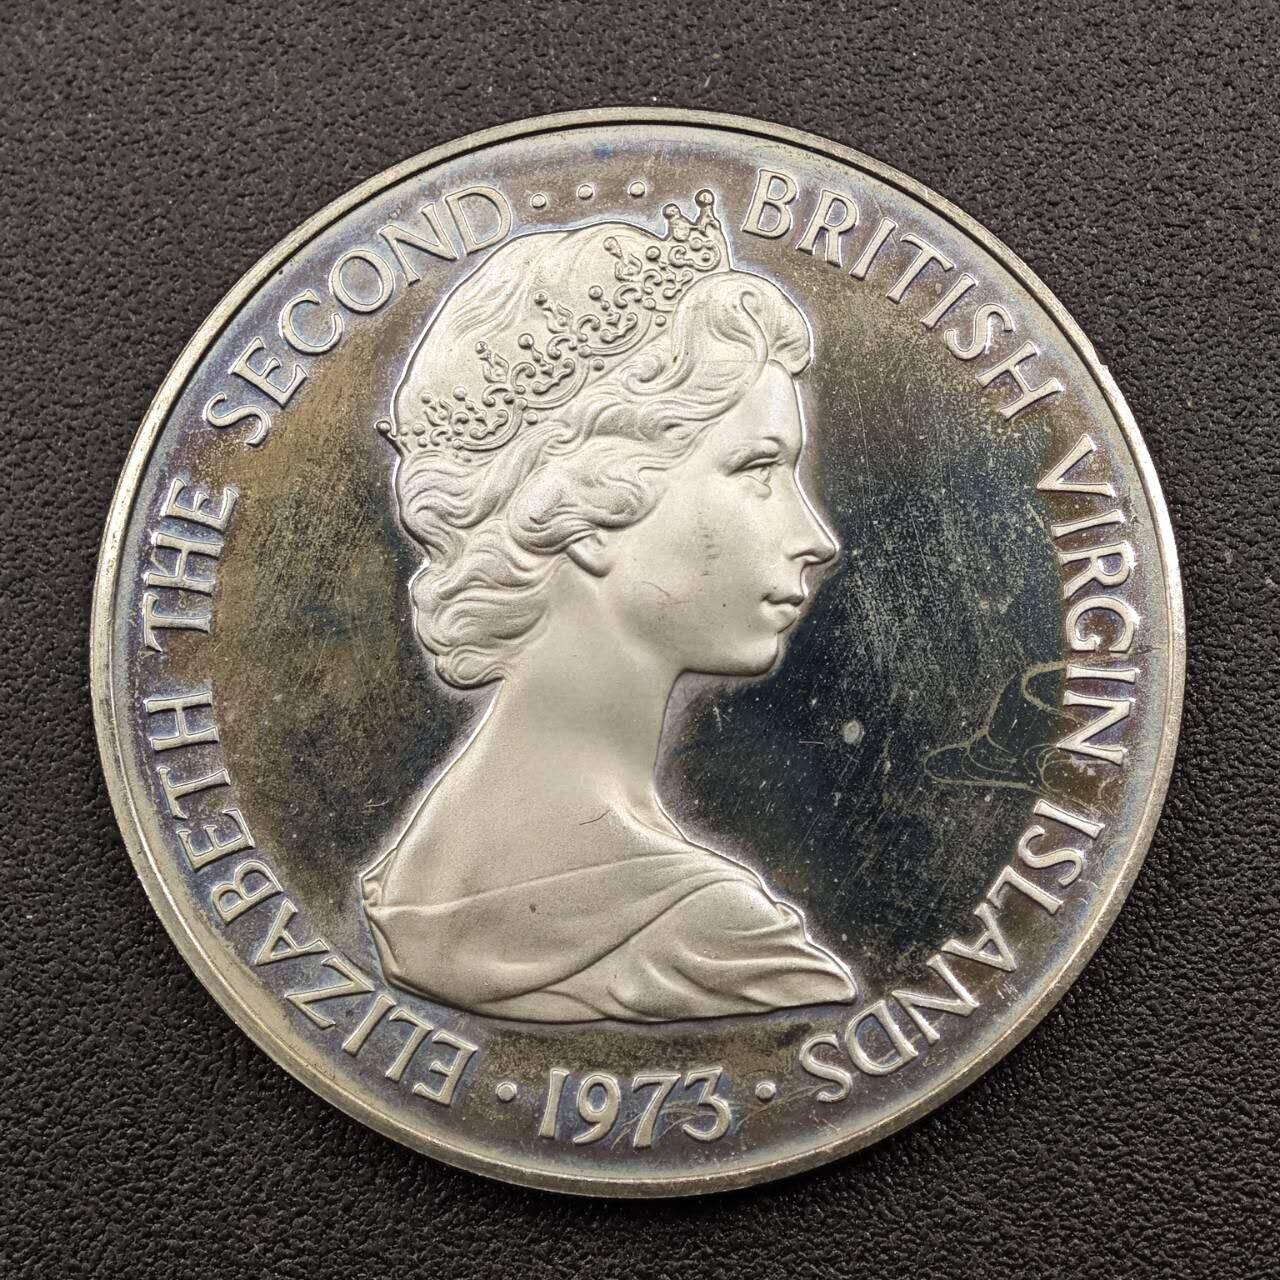 ELIZABETH THE SECOND . . . BRITISH VIRGIN ISLANDS
· 1973 ·